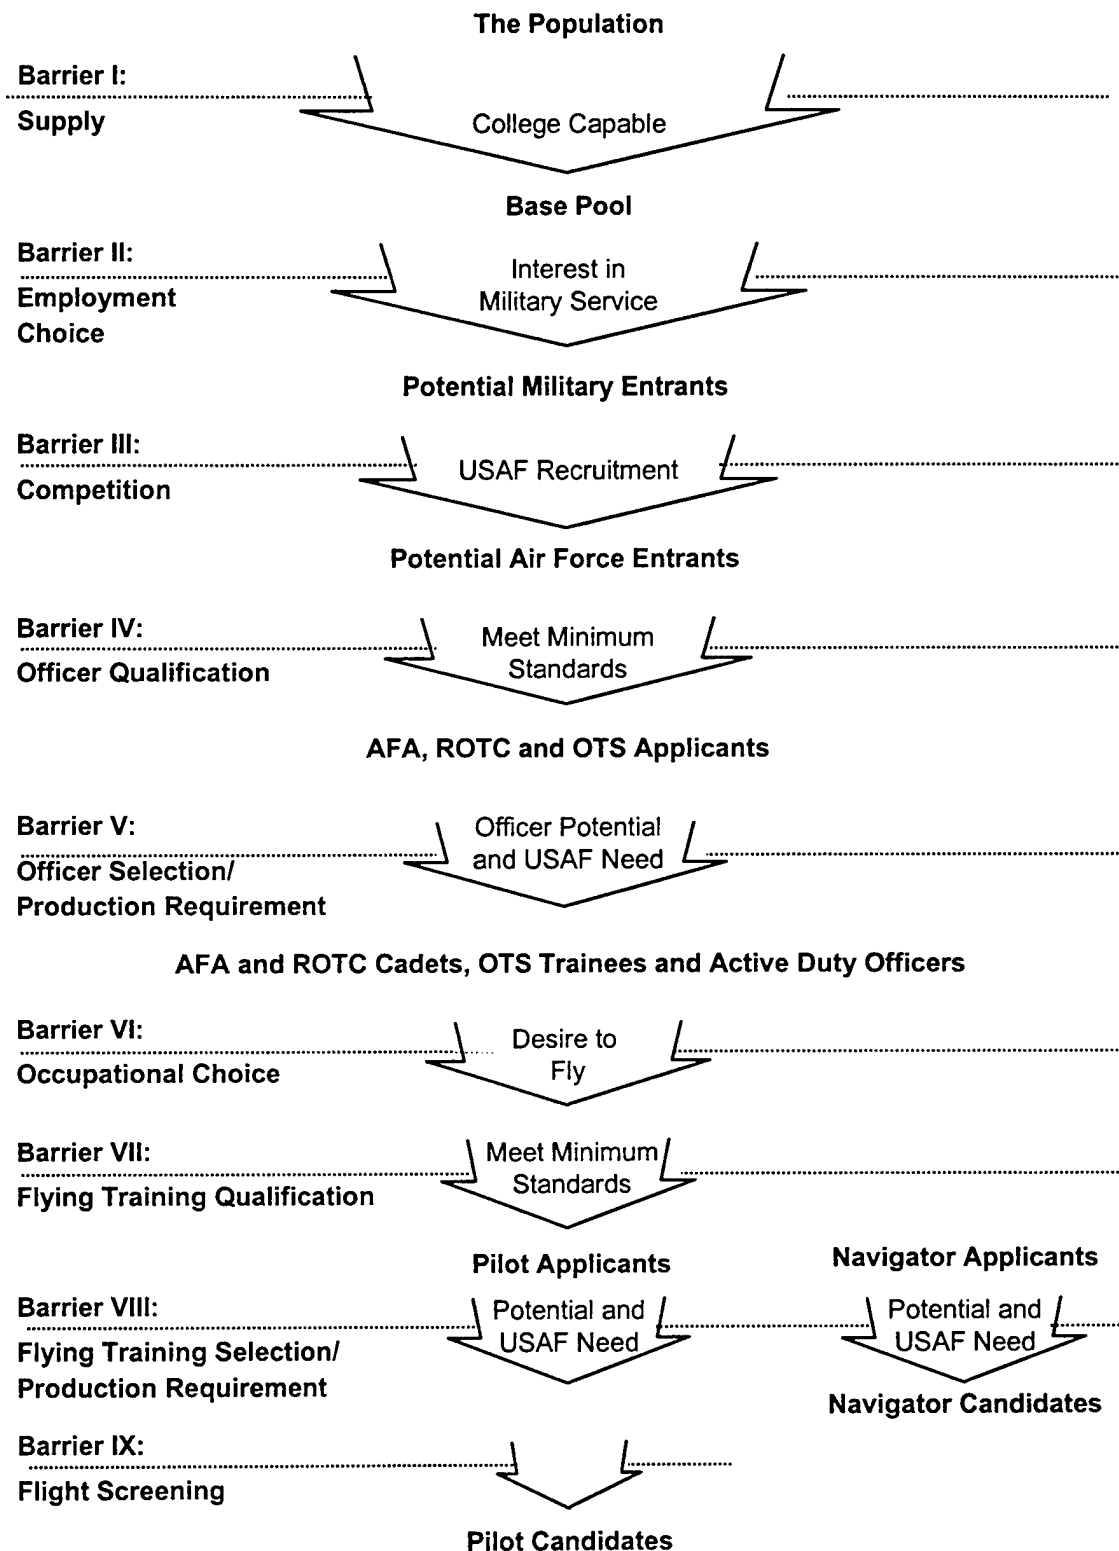 The Population
Barrier I:
Supply
College Capable
Base Pool
Barrier II:
Employment
Choice
Interest in
Military Service
Potential Military Entrants
Barrier III:
Competition
USAF Recruitment
Potential Air Force Entrants
Barrier IV:
Officer Qualification
Meet Minimum
Standards
AFA, ROTC and OTS Applicants
Barrier V:
Officer Selection/
Production Requirement
Officer Potential
and USAF Need
AFA and ROTC Cadets, OTS Trainees and Active Duty Officers
Barrier VI:
Occupational Choice
Desire to
Fly
Barrier VII:
Flying Training Qualification
Meet Minimum
Standards
Pilot Applicants
Navigator Applicants
Barrier VIII:
Flying Training Selection/
Production Requirement
Potential and
USAF Need
Potential and
USAF Need
Navigator Candidates
Barrier IX:
Flight Screening
Pilot Candidates